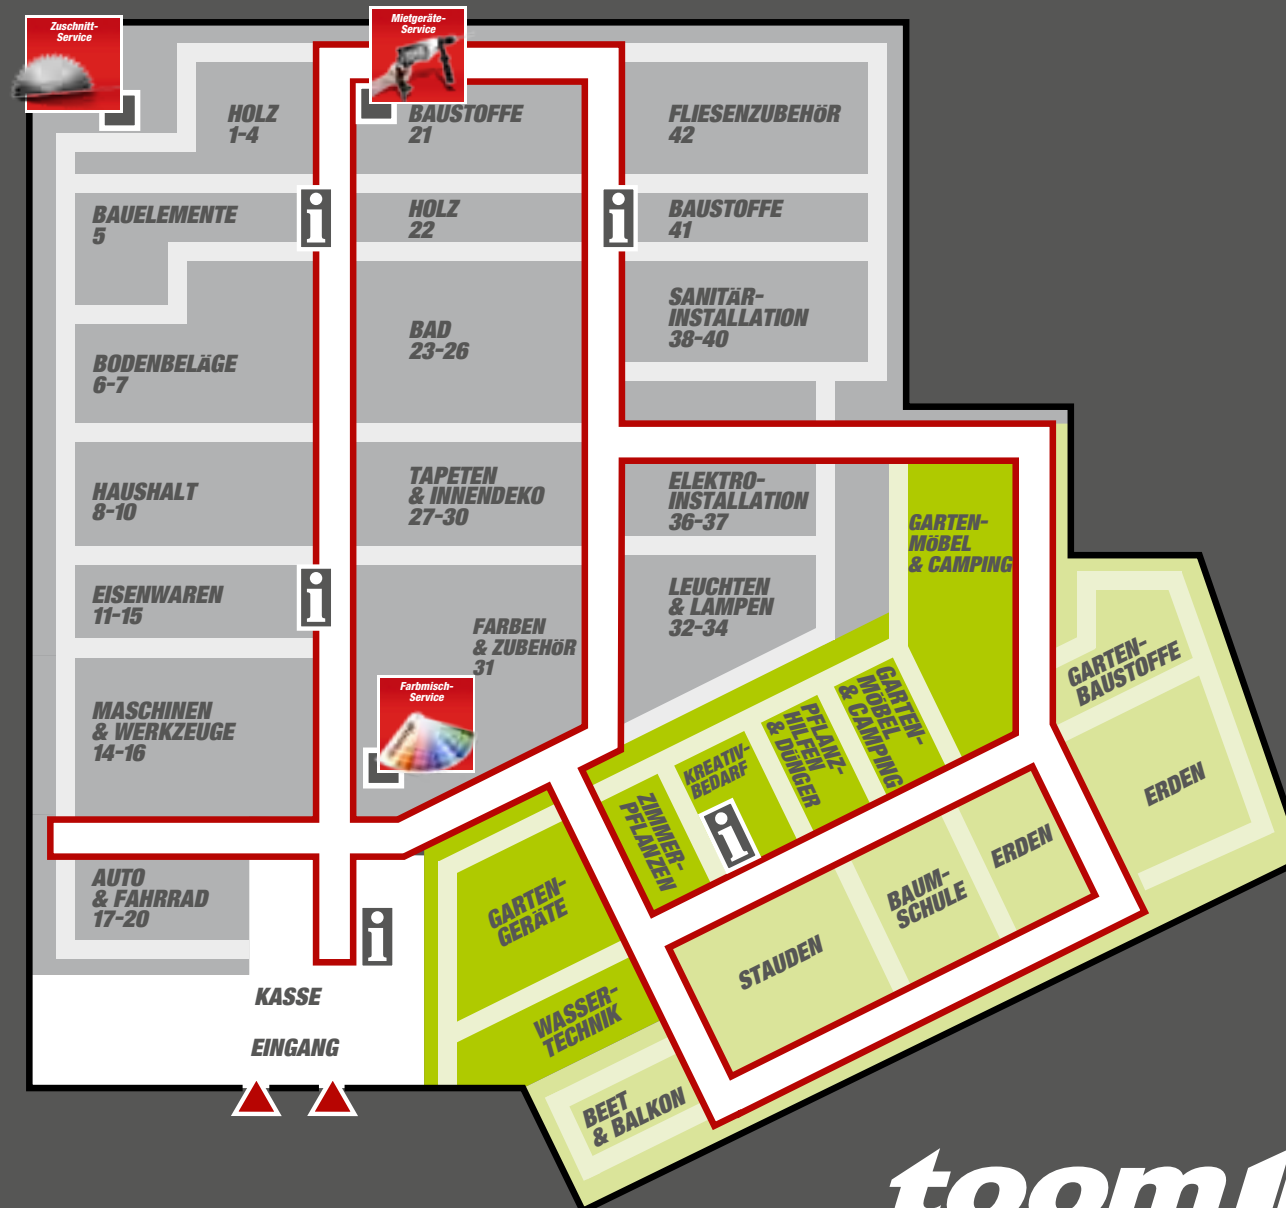 Zuschnitt-
Service
Mietgeräte-
Service
HOLZ
1-4
BAUSTOFFE
21
FLIESENZUBEHÖR
42
BAUELEMENTE
5
i
HOLZ
22
i
BAUSTOFFE
41
SANITÄR-
INSTALLATION
38-40
BAD
23-26
BODENBELÄGE
6-7
HAUSHALT
8-10
TAPETEN
& INNENDEKO
27-30
ELEKTRO-
INSTALLATION
36-37
GARTEN-
MÖBEL
& CAMPING
EISENWAREN
11-15
i
LEUCHTEN
& LAMPEN
32-34
FARBEN
& ZUBEHÖR
31
Farbmisch-
Service
MASCHINEN
& WERKZEUGE
14-16
GARTEN-
BAUSTOFFE
GARTEN-
MÖBEL
& CAMPING
PFLANZ-
HILFEN
& DÜNGER
KREATIV-
BEDARF
i
ZIMMER-
PFLANZEN
ERDEN
ERDEN
BAUM-
SCHULE
STAUDEN
AUTO
& FAHRRAD
17-20
i
GARTEN-
GERÄTE
WASSER-
TECHNIK
BEET
& BALKON
KASSE
EINGANG
toom